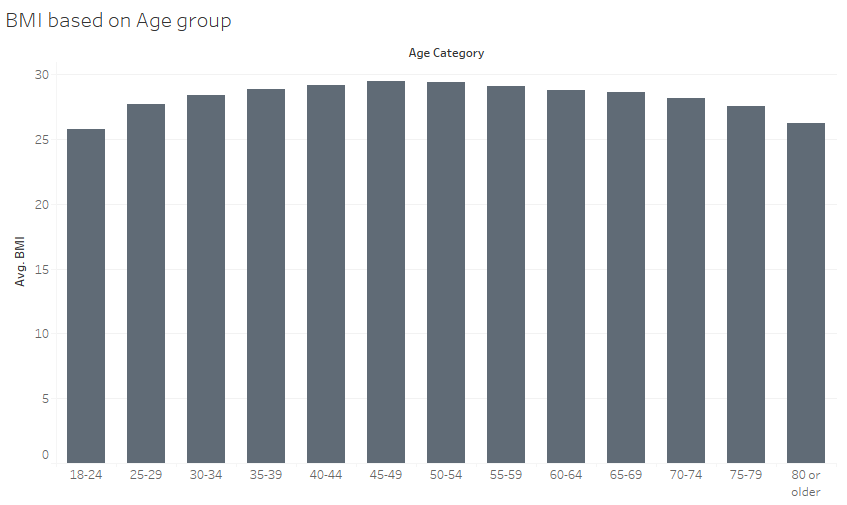 BMI based on Age group
Age Category
30
25
20
15
10
5
0
Avg. BMI
18-24 25-29 30-34 35-39 40-44 45-49 50-54 55-59 60-64 65-69 70-74 75-79 80 or
older